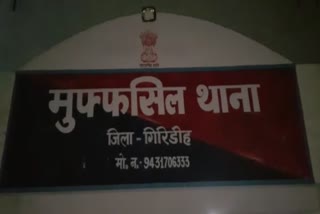 मुफ्फसिल थाना
जिला - गिरिडीह
मो. न.- 9431706333